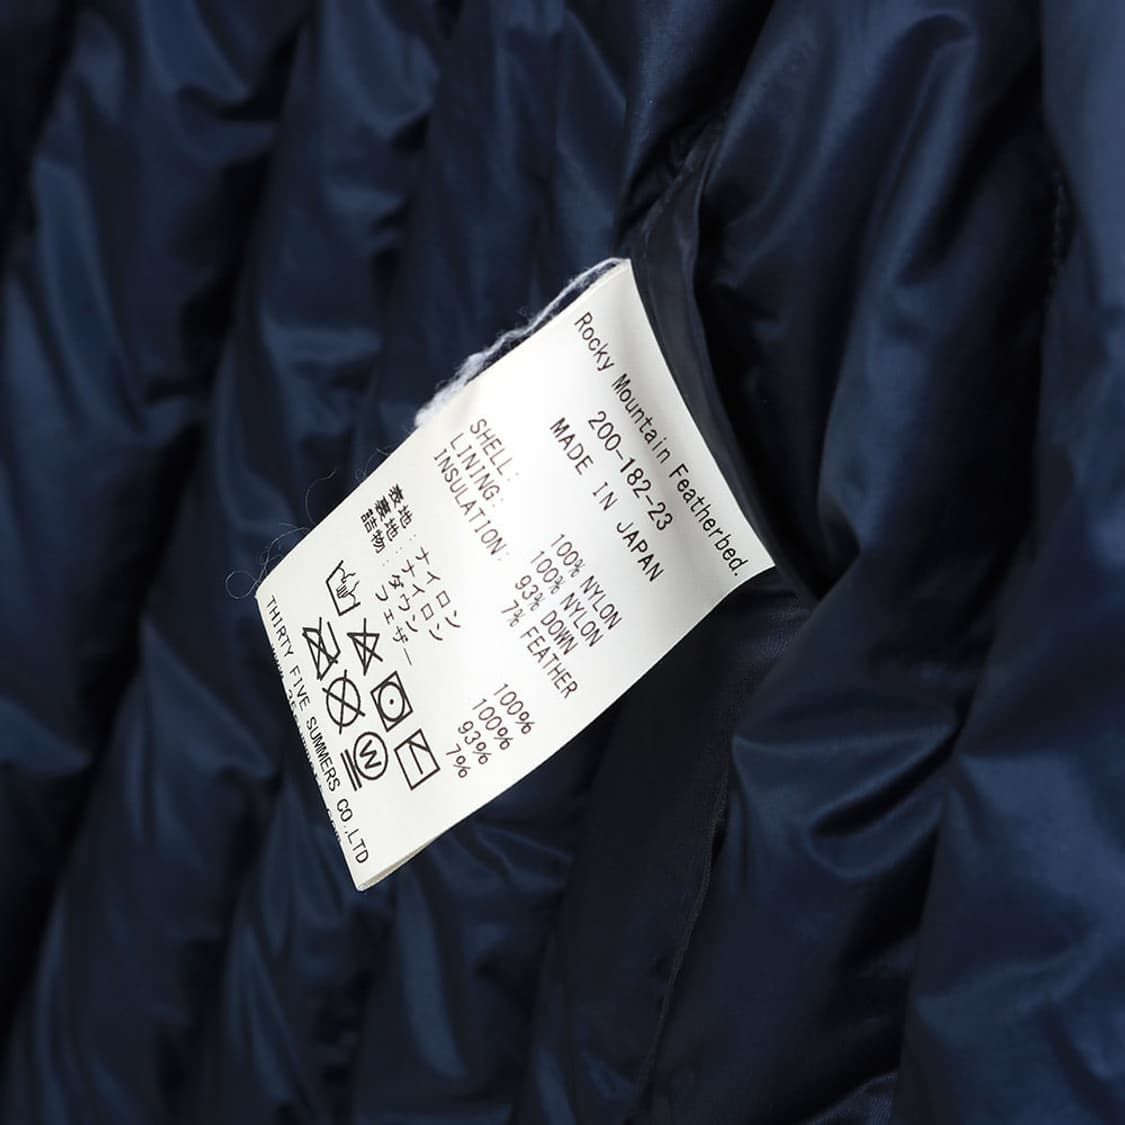 Rocky Mountain Featherbed.
200-182-23
MADE IN JAPAN
SHELL: 100% NYLON
LINING: 100% NYLON
INSULATION: 93% DOWN
7% FEATHER
表地: ナイロン 100%
裏地: ナイロン 100%
詰物: ダウン 93%
フェザー 7%
W
THIRTY FIVE SUMMERS CO.,LTD